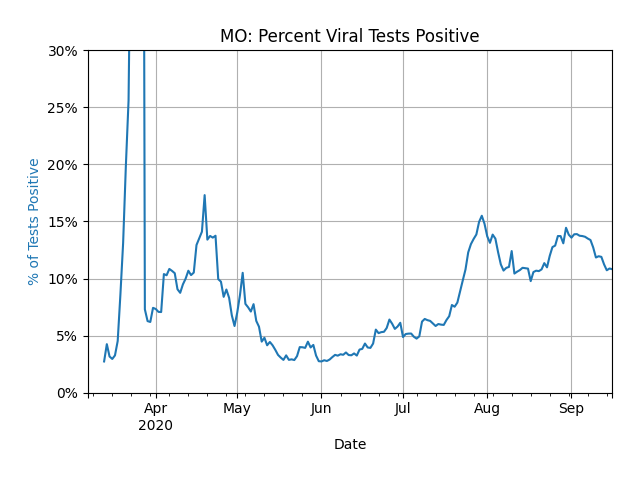 MO: Percent Viral Tests Positive
% of Tests Positive
30%
25%
20%
15%
10%
5%
0%
Apr
2020
May
Jun
Jul
Aug
Sep
Date